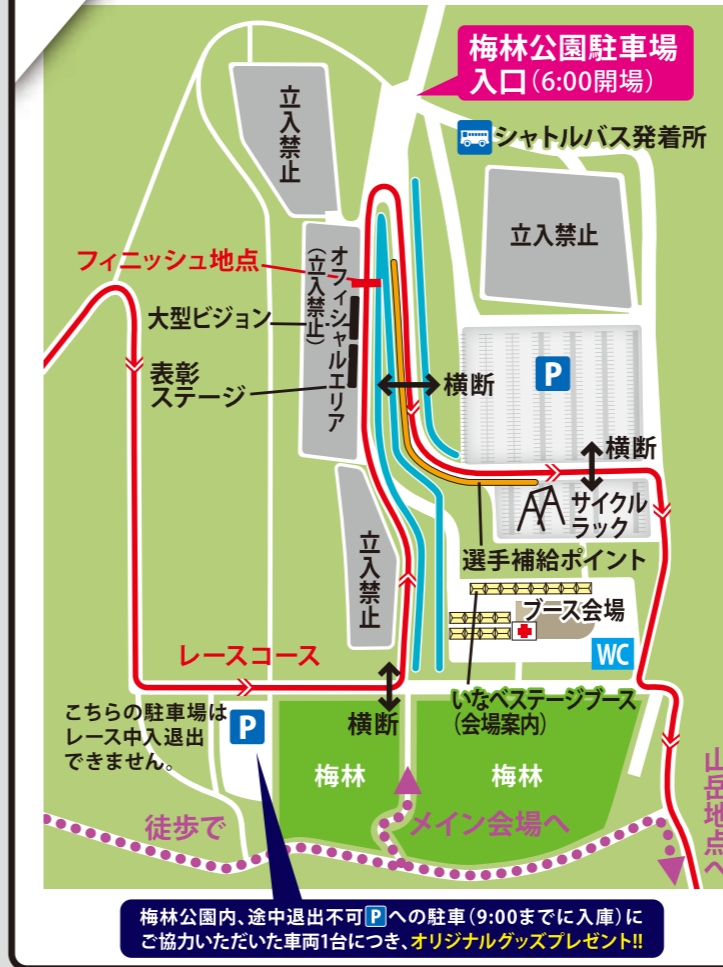 梅林公園駐車場
入口（6:00開場）
シャトルバス発着所
立入禁止
立入禁止
フィニッシュ地点
オフィシャルエリア
（立入禁止）
大型ビジョン
表彰
ステージ
P
横断
横断
サイクル
ラック
選手補給ポイント
立入禁止
ブース会場
WC
レースコース
いなべステージブース
（会場案内）
こちらの駐車場は
レース中入退出
できません。
P
横断
梅林
梅林
山岳地点へ
徒歩で
メイン会場へ
梅林公園内、途中退出不可Pへの駐車（9:00までに入庫）に
ご協力いただいた車両1台につき、オリジナルグッズプレゼント!!